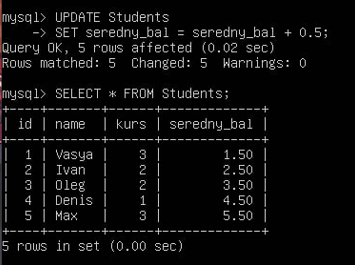 mysql> UPDATE Students
    -> SET seredny_bal = seredny_bal + 0.5;
Query OK, 5 rows affected (0.02 sec)
Rows matched: 5  Changed: 5  Warnings: 0

mysql> SELECT * FROM Students;
+----+-------+------+-------------+
| id | name  | kurs | seredny_bal |
+----+-------+------+-------------+
|  1 | Vasya |    3 |        1.50 |
|  2 | Ivan  |    2 |        2.50 |
|  3 | Oleg  |    2 |        3.50 |
|  4 | Denis |    1 |        4.50 |
|  5 | Max   |    3 |        5.50 |
+----+-------+------+-------------+
5 rows in set (0.00 sec)